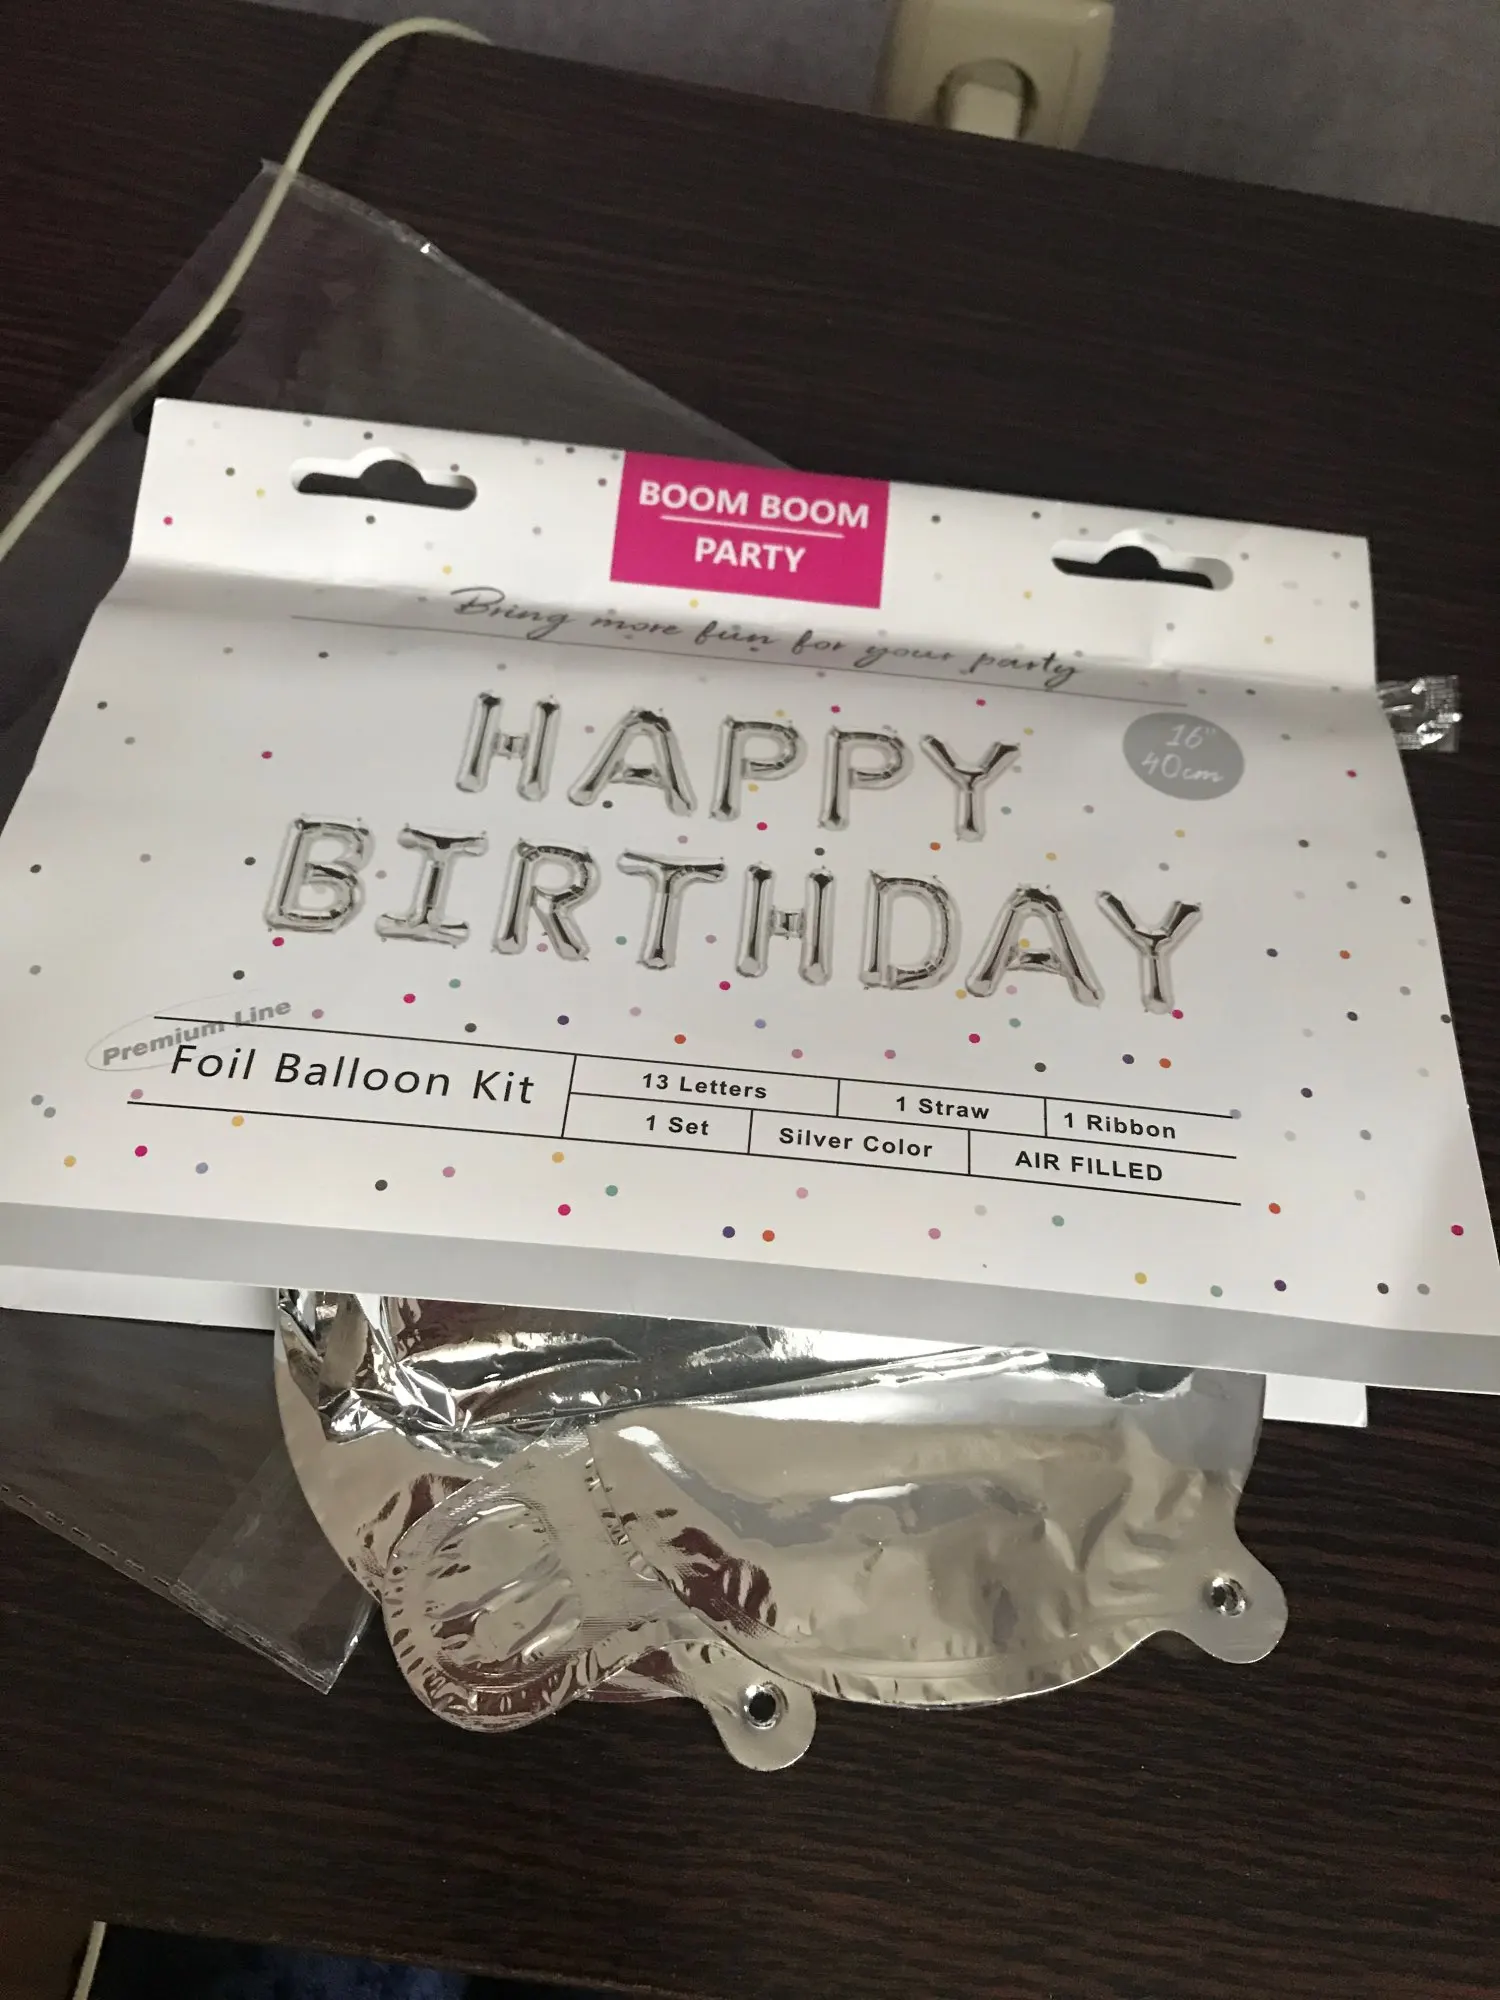 BOOM BOOM
PARTY
Bring more fun for your party
HAPPY
16"
40cm
BIRTHDAY
Premium Line
Foil Balloon Kit
13 Letters
1 Straw
1 Ribbon
1 Set
Silver Color
AIR FILLED